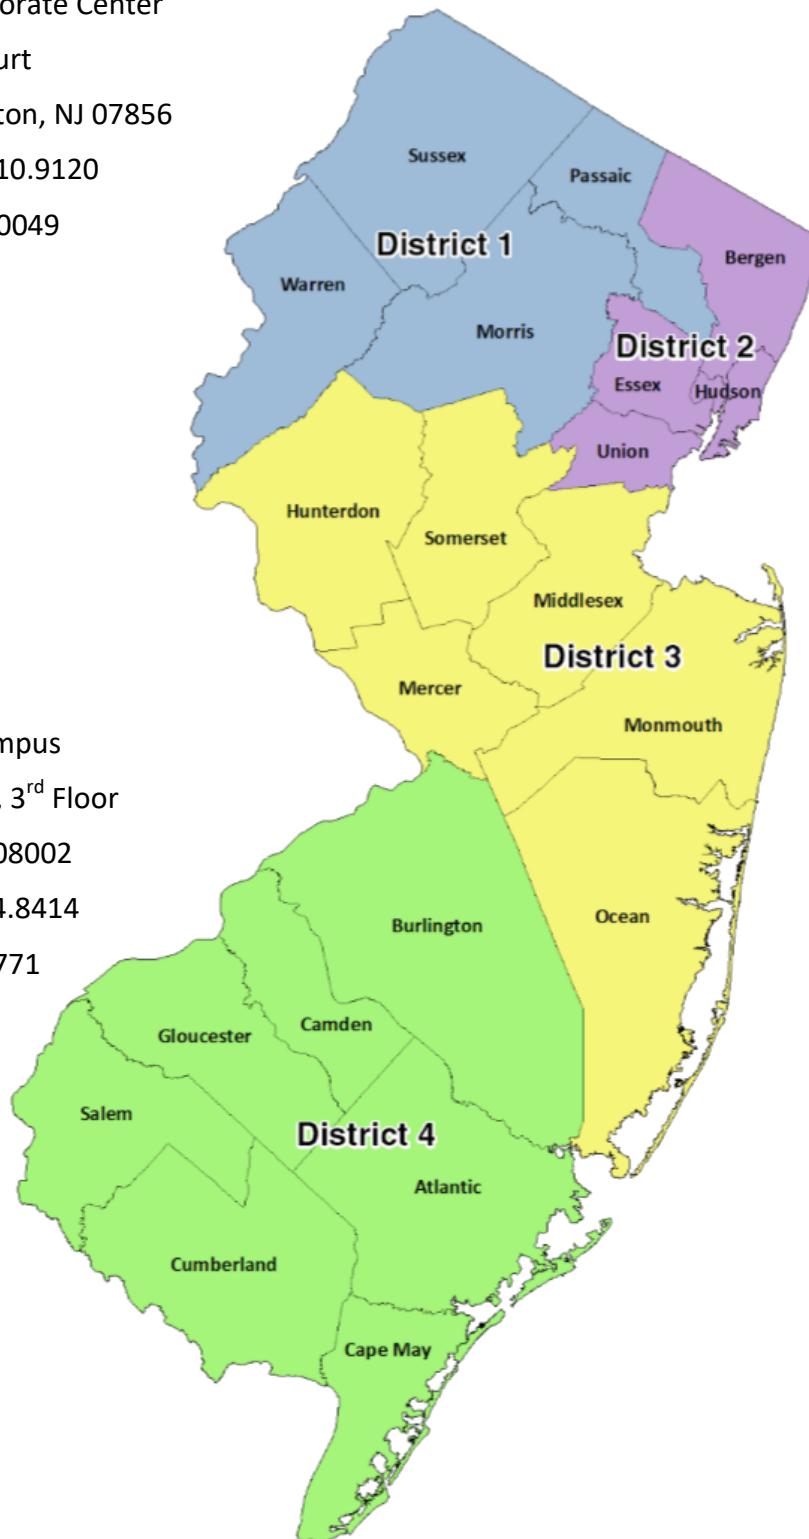 orate Center
urt
ton, NJ 07856
10.9120
0049
Sussex
Passaic
District 1
Bergen
Warren
Morris
District 2
Essex
Hudson
Union
Hunterdon
Somerset
Middlesex
District 3
Mercer
Monmouth
mpus
, 3rd Floor
08002
4.8414
771
Ocean
Burlington
Camden
Gloucester
Salem
District 4
Atlantic
Cumberland
Cape May